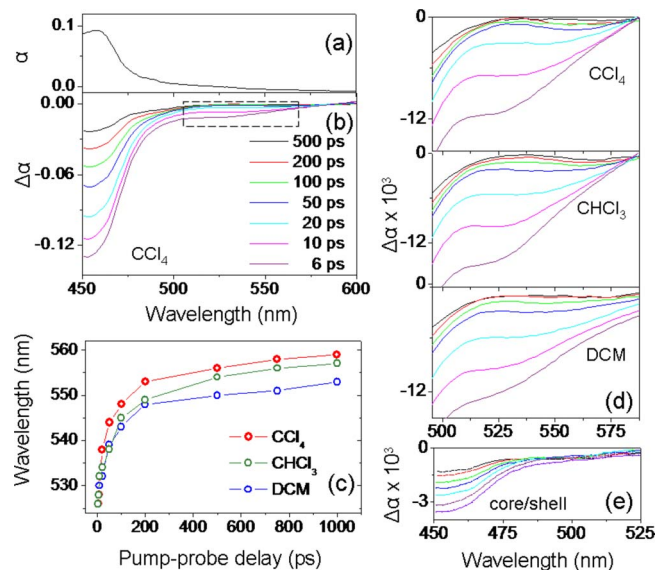 0.1
0.0
α
(a)
0.00
-0.06
-0.12
Δα
(b)
500 ps
200 ps
100 ps
50 ps
20 ps
10 ps
6 ps
CCl4
450 500 550 600
Wavelength (nm)
560
550
540
530
Wavelength (nm)
CCl4
CHCl3
DCM
(c)
0 200 400 600 800 1000
Pump-probe delay (ps)
0
-12
CCl4
0
-12
CHCl3
0
-12
DCM
(d)
Δα x 10³
500 525 550 575
0
-3
Δα x 10³
core/shell
(e)
450 475 500 525
Wavelength (nm)